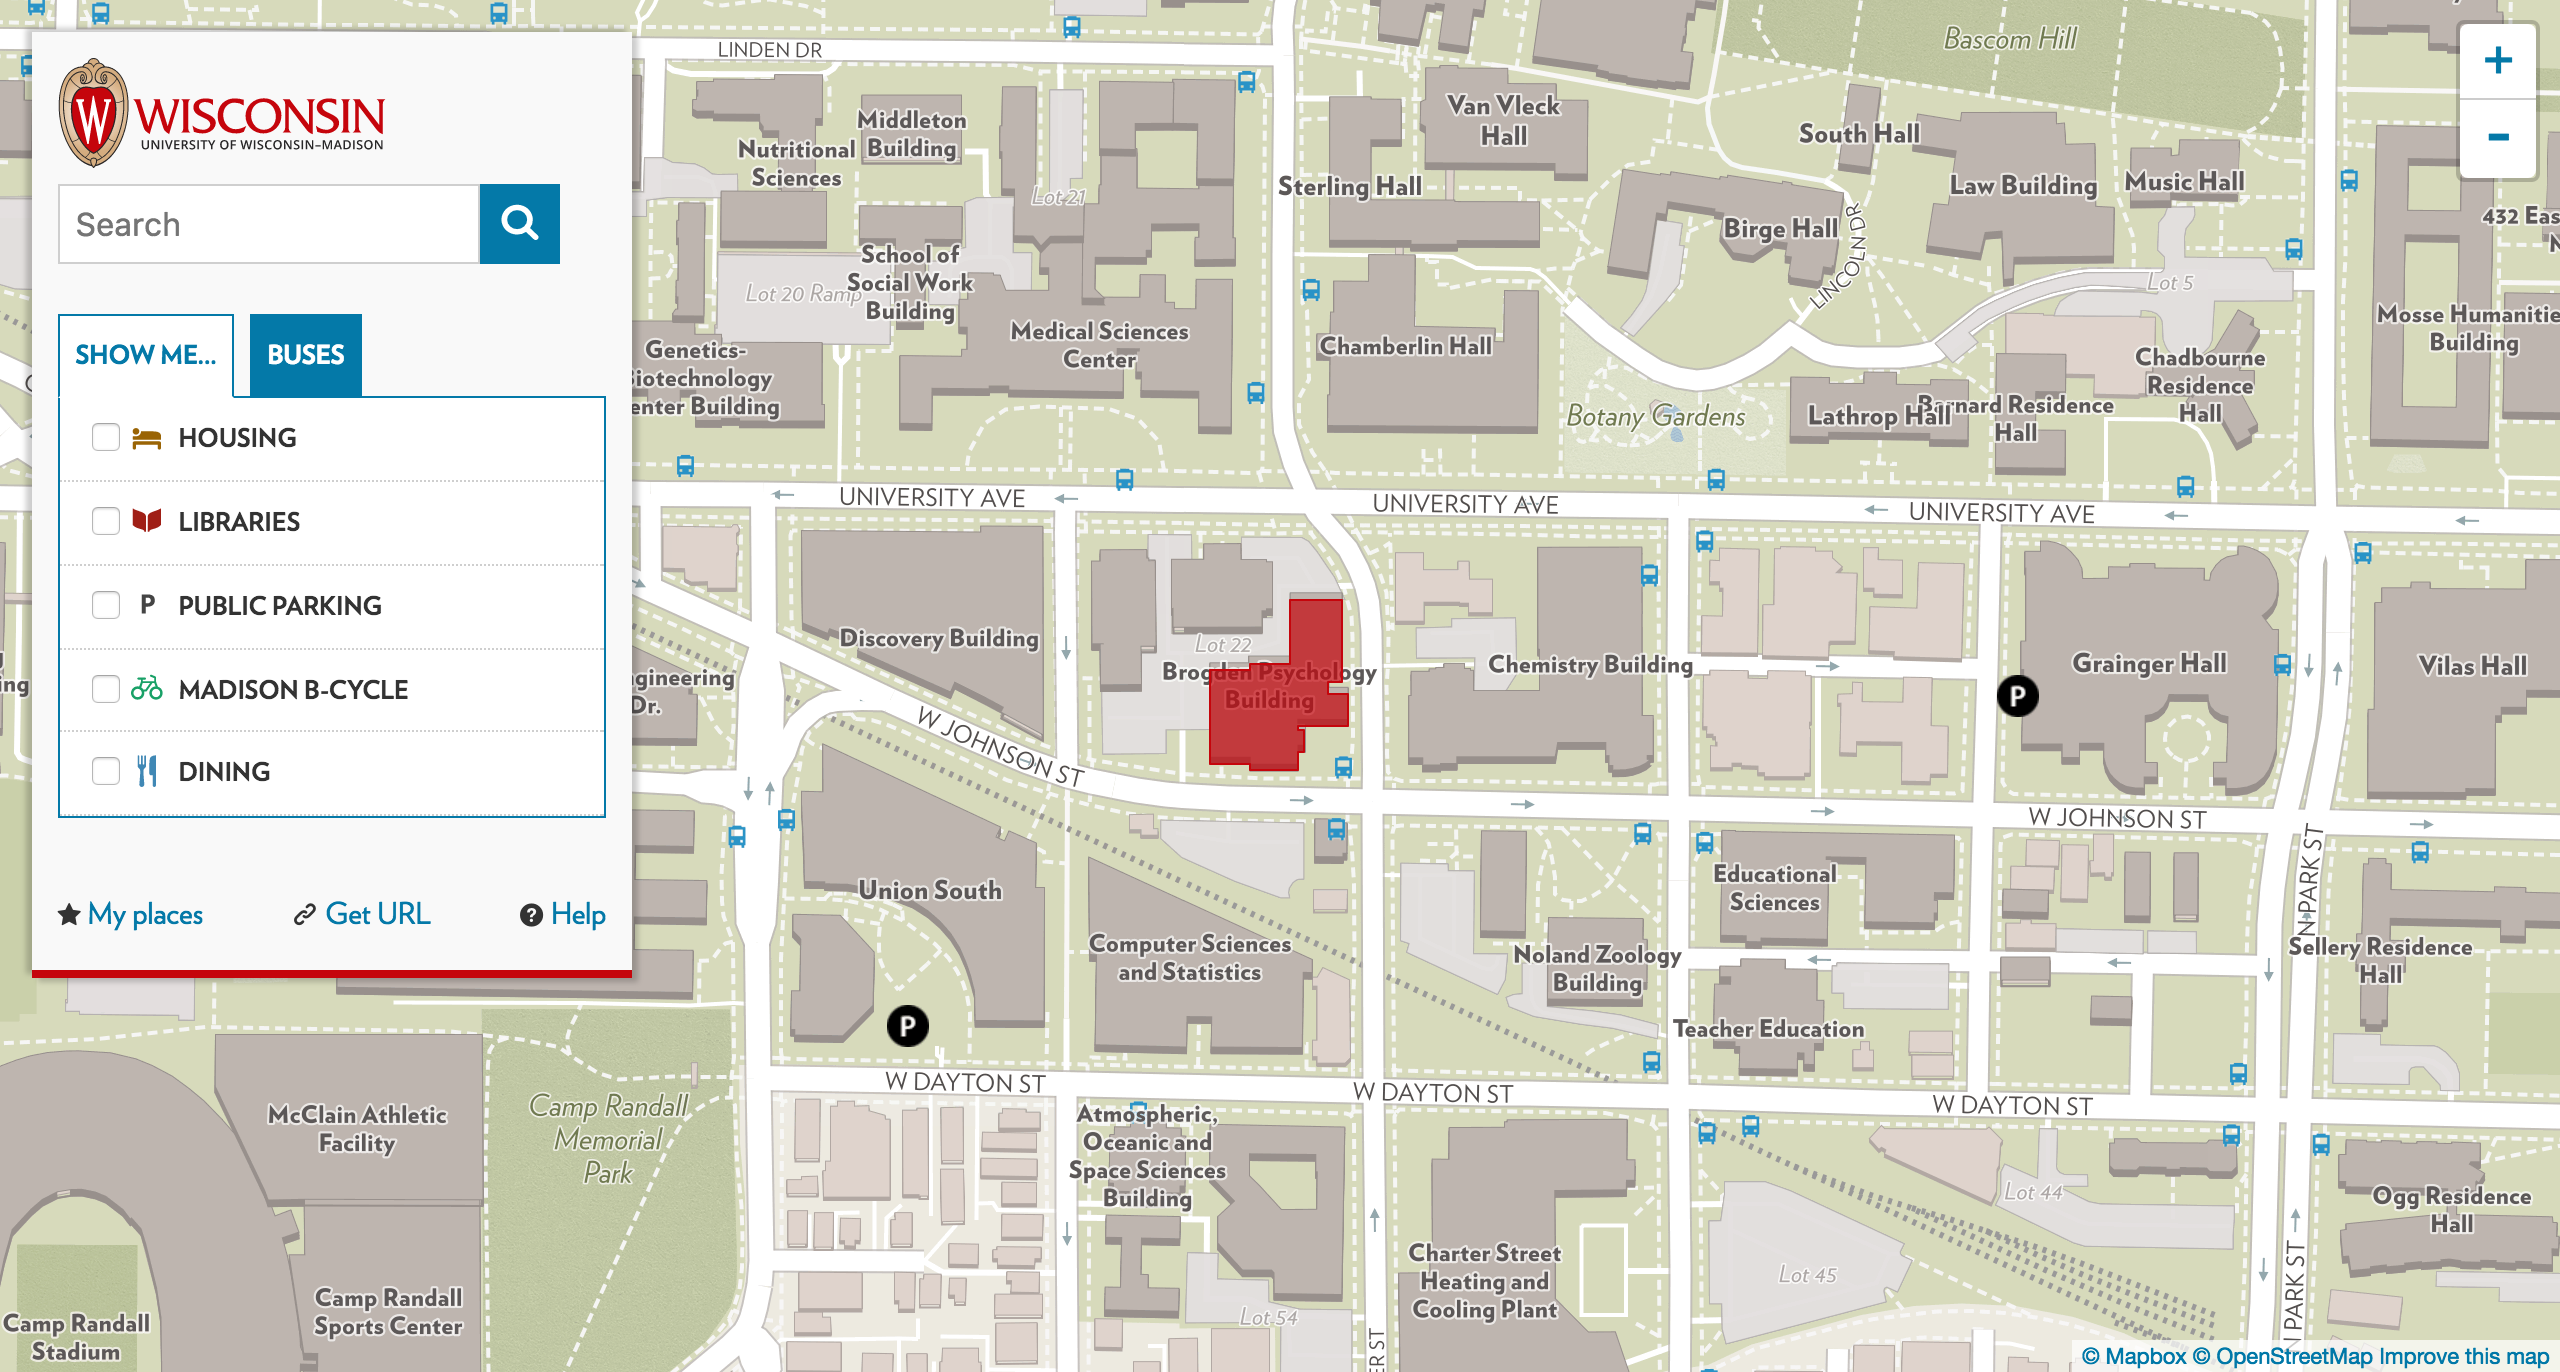 W
WISCONSIN
UNIVERSITY OF WISCONSIN–MADISON
Search
SHOW ME...
BUSES
HOUSING
LIBRARIES
P PUBLIC PARKING
MADISON B-CYCLE
DINING
My places
Get URL
? Help
LINDEN DR
Bascom Hill
+
-
Middleton
Building
Nutritional
Sciences
Lot 21
Van Vleck
Hall
South Hall
Sterling Hall
Law Building
Music Hall
Birge Hall
LINCOLN DR
432 Eas
N
School of
Social Work
Building
Lot 20 Ramp
Lot 5
Medical Sciences
Center
Chamberlin Hall
Mosse Humanitie
Building
Genetics-
iotechnology
enter Building
Chadbourne
Residence
Hall
Botany Gardens
Lathrop Hall
Barnard Residence
Hall
UNIVERSITY AVE
UNIVERSITY AVE
UNIVERSITY AVE
Discovery Building
Lot 22
Brogden Psychology
Building
Chemistry Building
Grainger Hall
Vilas Hall
ing
gineering
Dr.
P
W JOHNSON ST
W JOHNSON ST
N PARK ST
Union South
Educational
Sciences
Computer Sciences
and Statistics
Noland Zoology
Building
Sellery Residence
Hall
P
Teacher Education
W DAYTON ST
W DAYTON ST
W DAYTON ST
McClain Athletic
Facility
Camp Randall
Memorial
Park
Atmospheric,
Oceanic and
Space Sciences
Building
Lot 44
Ogg Residence
Hall
Charter Street
Heating and
Cooling Plant
Lot 45
N PARK ST
Camp Randall
Sports Center
Camp Randall
Stadium
Lot 54
ER ST
© Mapbox © OpenStreetMap Improve this map